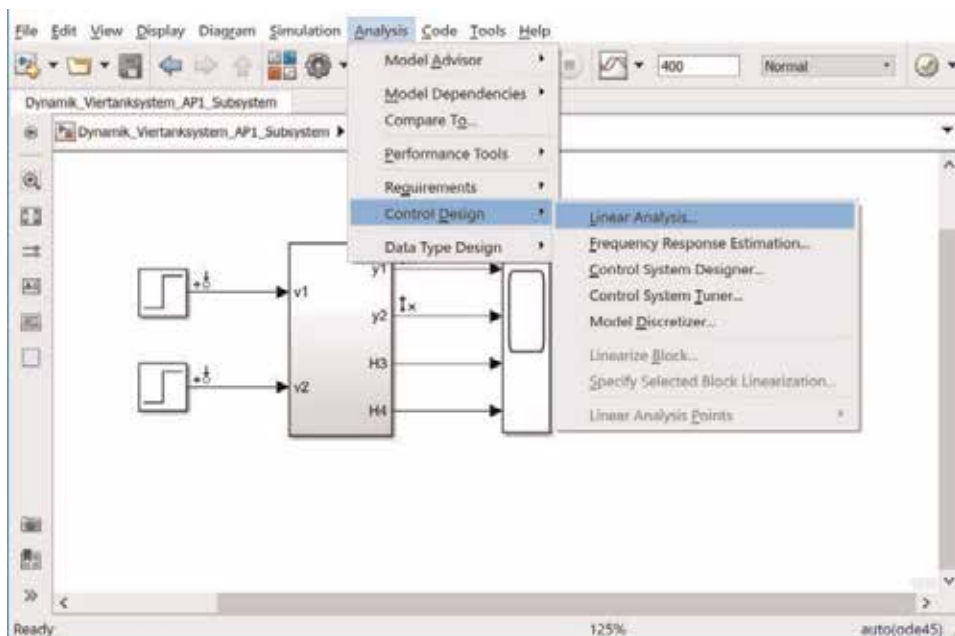 File Edit View Display Diagram Simulation Analysis Code Tools Help
400 Normal
Dynamik_Viertanksystem_AP1_Subsystem
Dynamik_Viertanksystem_AP1_Subsystem
Model Advisor
Model Dependencies
Compare To...
Performance Tools
Requirements
Control Design
Data Type Design
Linear Analysis...
Frequency Response Estimation...
Control System Designer...
Control System Tuner...
Model Discretizer...
Linearize Block...
Specify Selected Block Linearization...
Linear Analysis Points
v1 y1
y2
H3
v2
H4
Ready 125% auto(ode45)